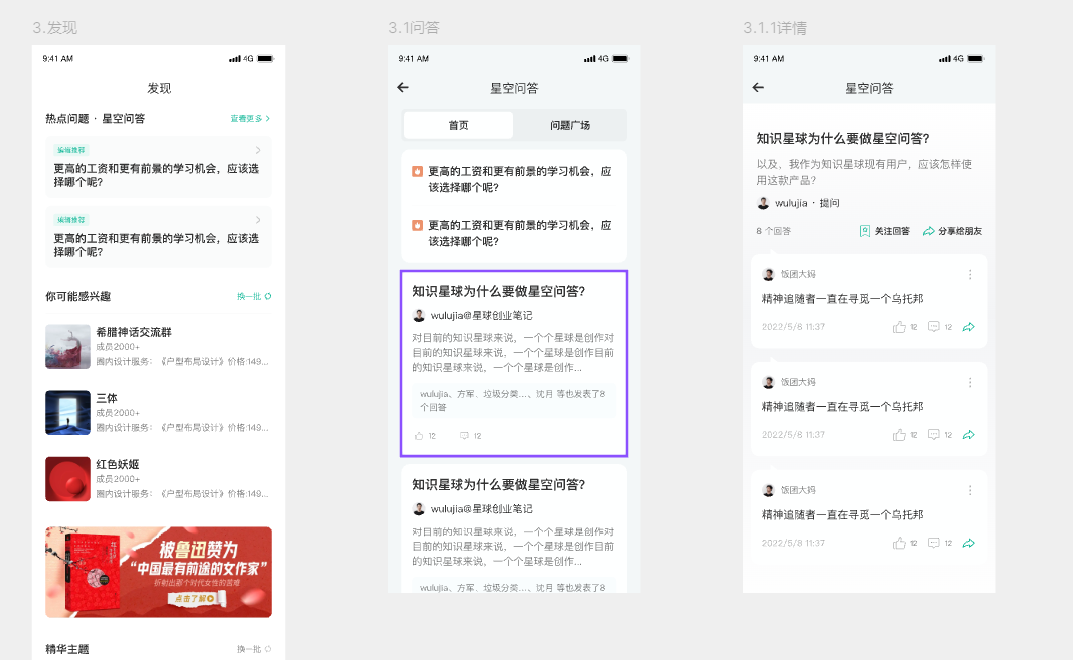 3.发现
9:41 AM
4G
发现
热点问题 · 星空问答
查看更多
编辑推荐
更高的工资和更有前景的学习机会，应该选
择哪个呢?
编辑推荐
更高的工资和更有前景的学习机会，应该选
择哪个呢?
你可能感兴趣
换一批
希腊神话交流群
成员2000+
圈内设计服务：《户型布局设计》价格:149...
三体
成员2000+
圈内设计服务：《户型布局设计》价格:149...
红色妖姬
成员2000+
圈内设计服务：《户型布局设计》价格:149...
被鲁迅赞为
“中国最有前途的女作家”
折射出那个时代女性的苦难
点击了解
精华主题
换一批
3.1问答
9:41 AM
4G
星空问答
首页
问题广场
更高的工资和更有前景的学习机会，应
该选择哪个呢?
更高的工资和更有前景的学习机会，应
该选择哪个呢?
知识星球为什么要做星空问答?
wulujia@星球创业笔记
对目前的知识星球来说，一个个星球是创作对
目前的知识星球来说，一个个星球是创作目前
的知识星球来说，一个个星球是创作...
wulujia、方军、垃圾分类...、沈月 等也发表了8
个回答
12
12
知识星球为什么要做星空问答?
wulujia@星球创业笔记
对目前的知识星球来说，一个个星球是创作对
目前的知识星球来说，一个个星球是创作目前
的知识星球来说，一个个星球是创作...
wulujia、方军、垃圾分类...、沈月 等也发表了8
3.1.1详情
9:41 AM
4G
星空问答
知识星球为什么要做星空问答?
以及，我作为知识星球现有用户，应该怎样使
用这款产品?
wulujia · 提问
8 个回答
关注回答
分享给朋友
饭团大妈
精神追随者一直在寻觅一个乌托邦
2022/5/6 11:37
12
12
饭团大妈
精神追随者一直在寻觅一个乌托邦
2022/5/6 11:37
12
12
饭团大妈
精神追随者一直在寻觅一个乌托邦
2022/5/8 11:37
12
12